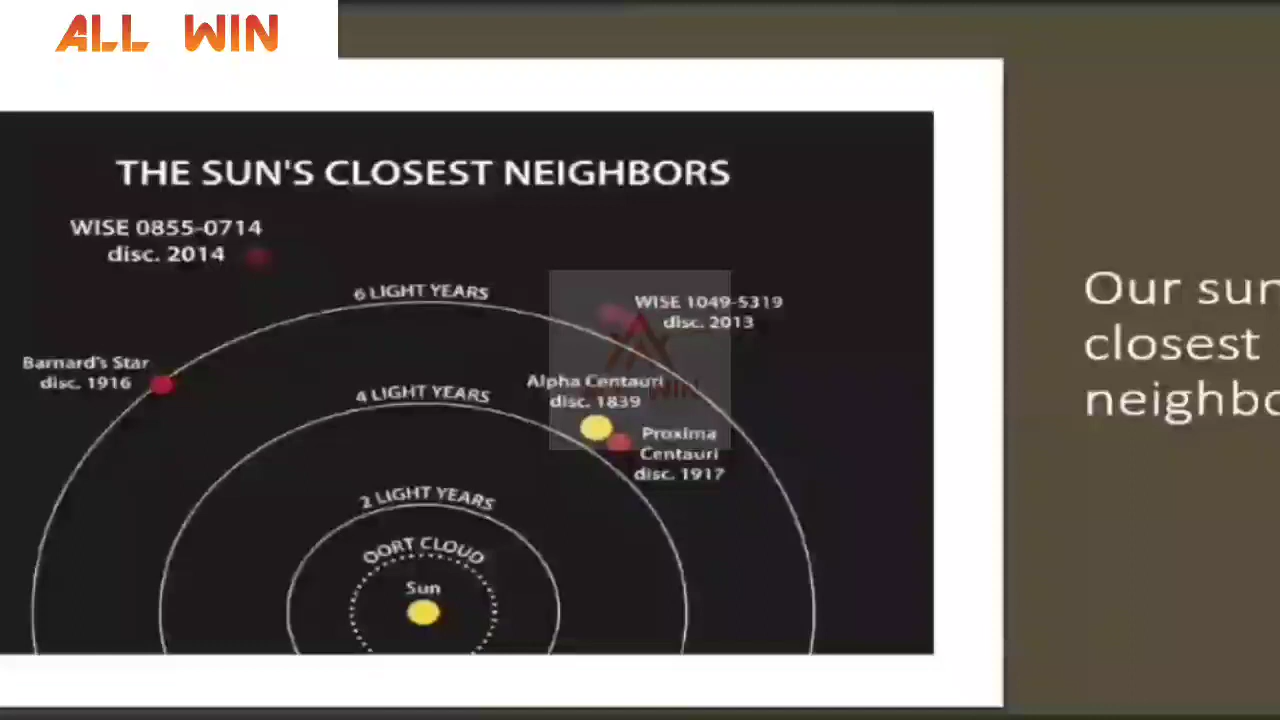 ALL WIN
THE SUN'S CLOSEST NEIGHBORS
WISE 0855-0714
disc. 2014
6 LIGHT YEARS
WISE 1049-5319
disc. 2013
Barnard's Star
disc. 1916
Alpha Centauri
disc. 1839
4 LIGHT YEARS
Proxima
Centauri
disc. 1917
2 LIGHT YEARS
OORT CLOUD
Sun
Our sun
closest
neighbo
WIN